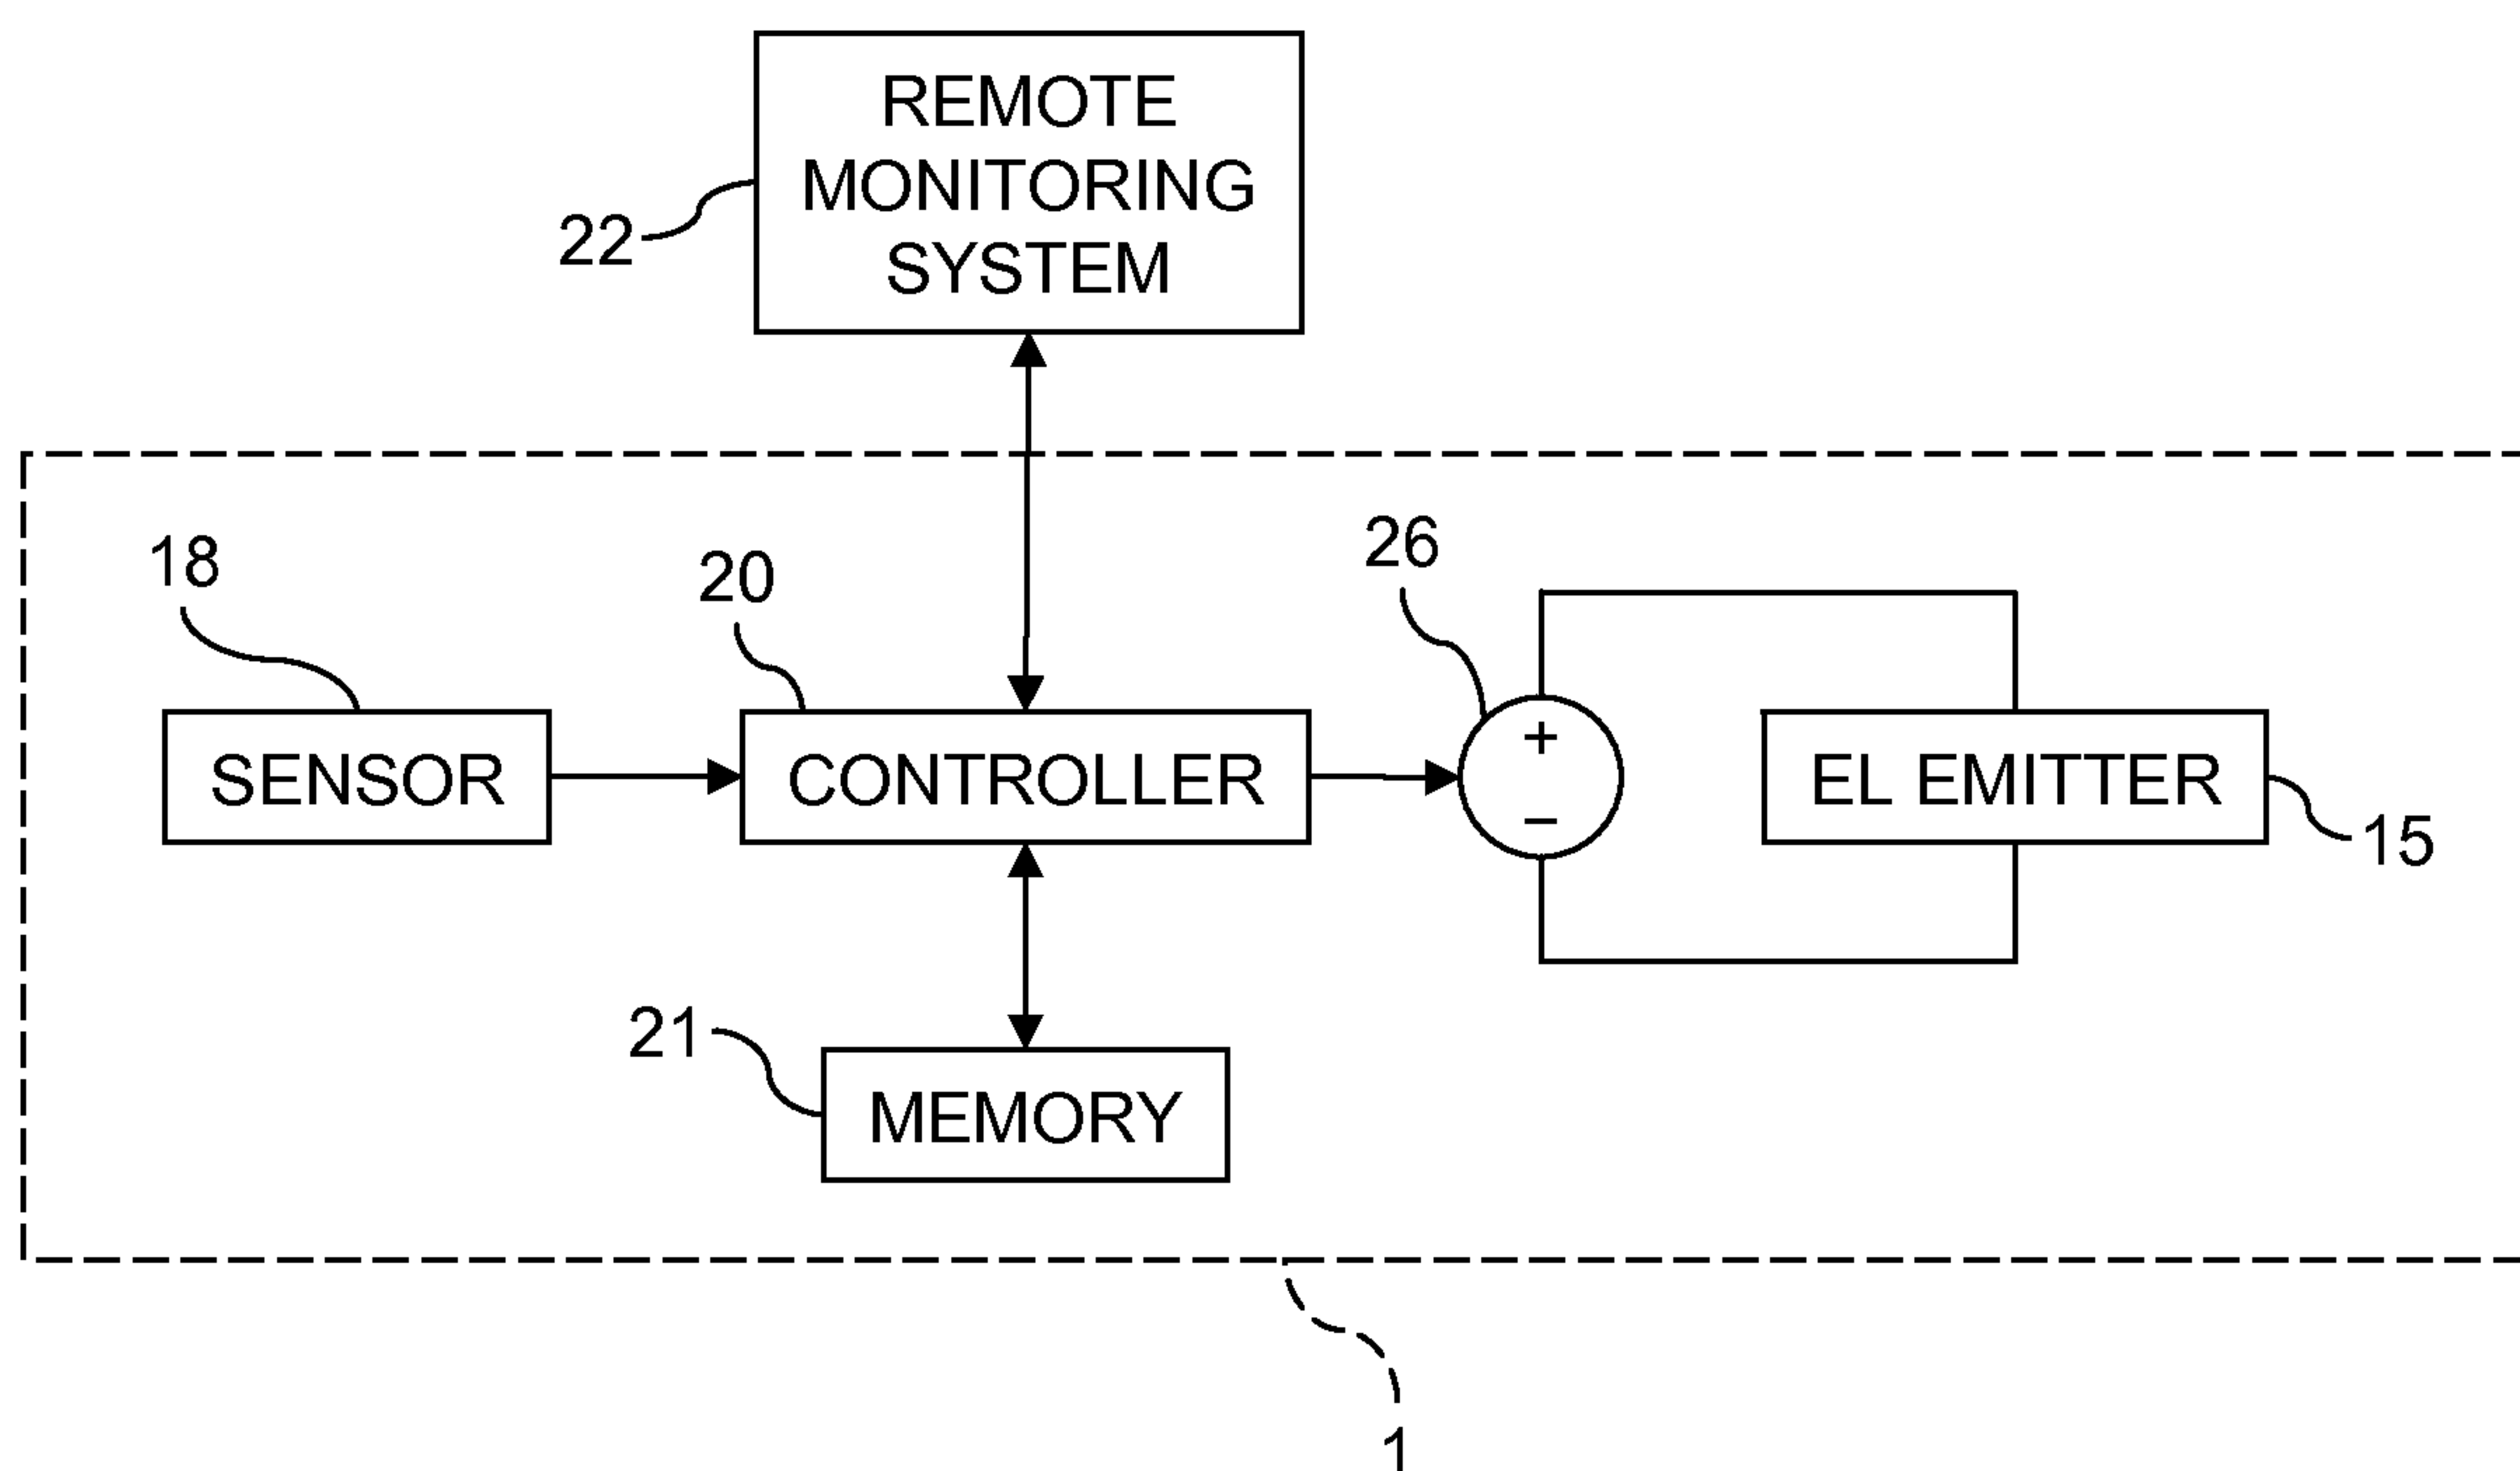 REMOTE
MONITORING
SYSTEM
22
18
20
26
SENSOR
CONTROLLER
+
−
EL EMITTER
15
21
MEMORY
1